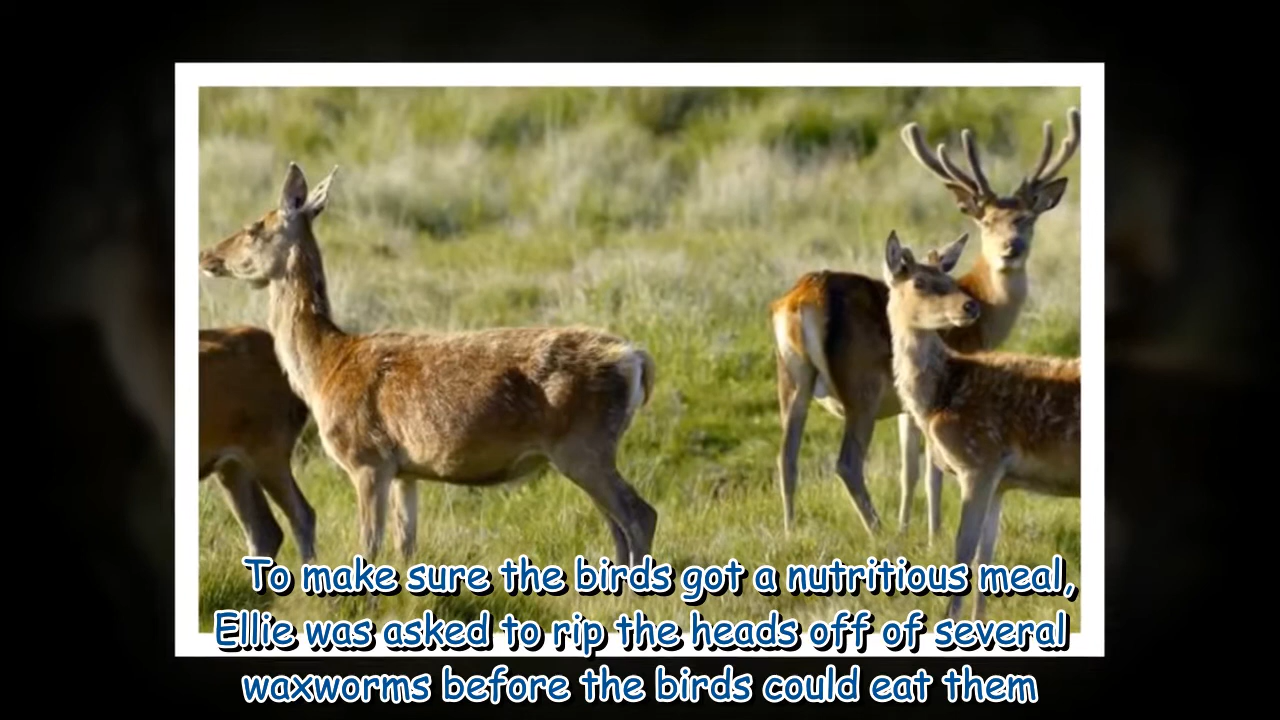 To make sure the birds got a nutritious meal,
Ellie was asked to rip the heads off of several
waxworms before the birds could eat them